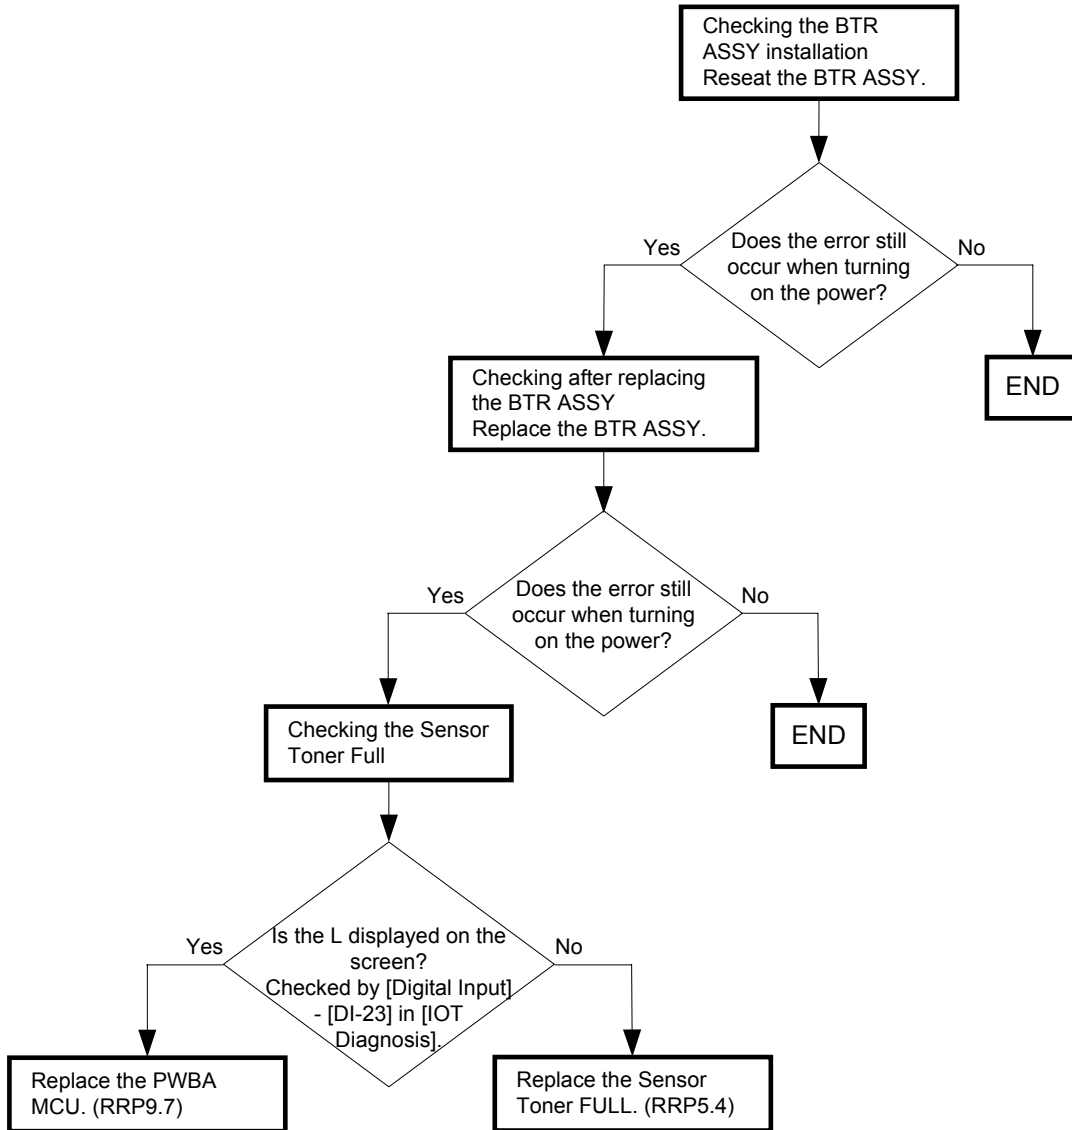 Checking the BTR
ASSY installation
Reseat the BTR ASSY.
Yes
Does the error still
occur when turning
on the power?
No
Checking after replacing
the BTR ASSY
Replace the BTR ASSY.
END
Yes
Does the error still
occur when turning
on the power?
No
Checking the Sensor
Toner Full
END
Yes
Is the L displayed on the
screen?
Checked by [Digital Input]
- [DI-23] in [IOT
Diagnosis].
No
Replace the PWBA
MCU. (RRP9.7)
Replace the Sensor
Toner FULL. (RRP5.4)